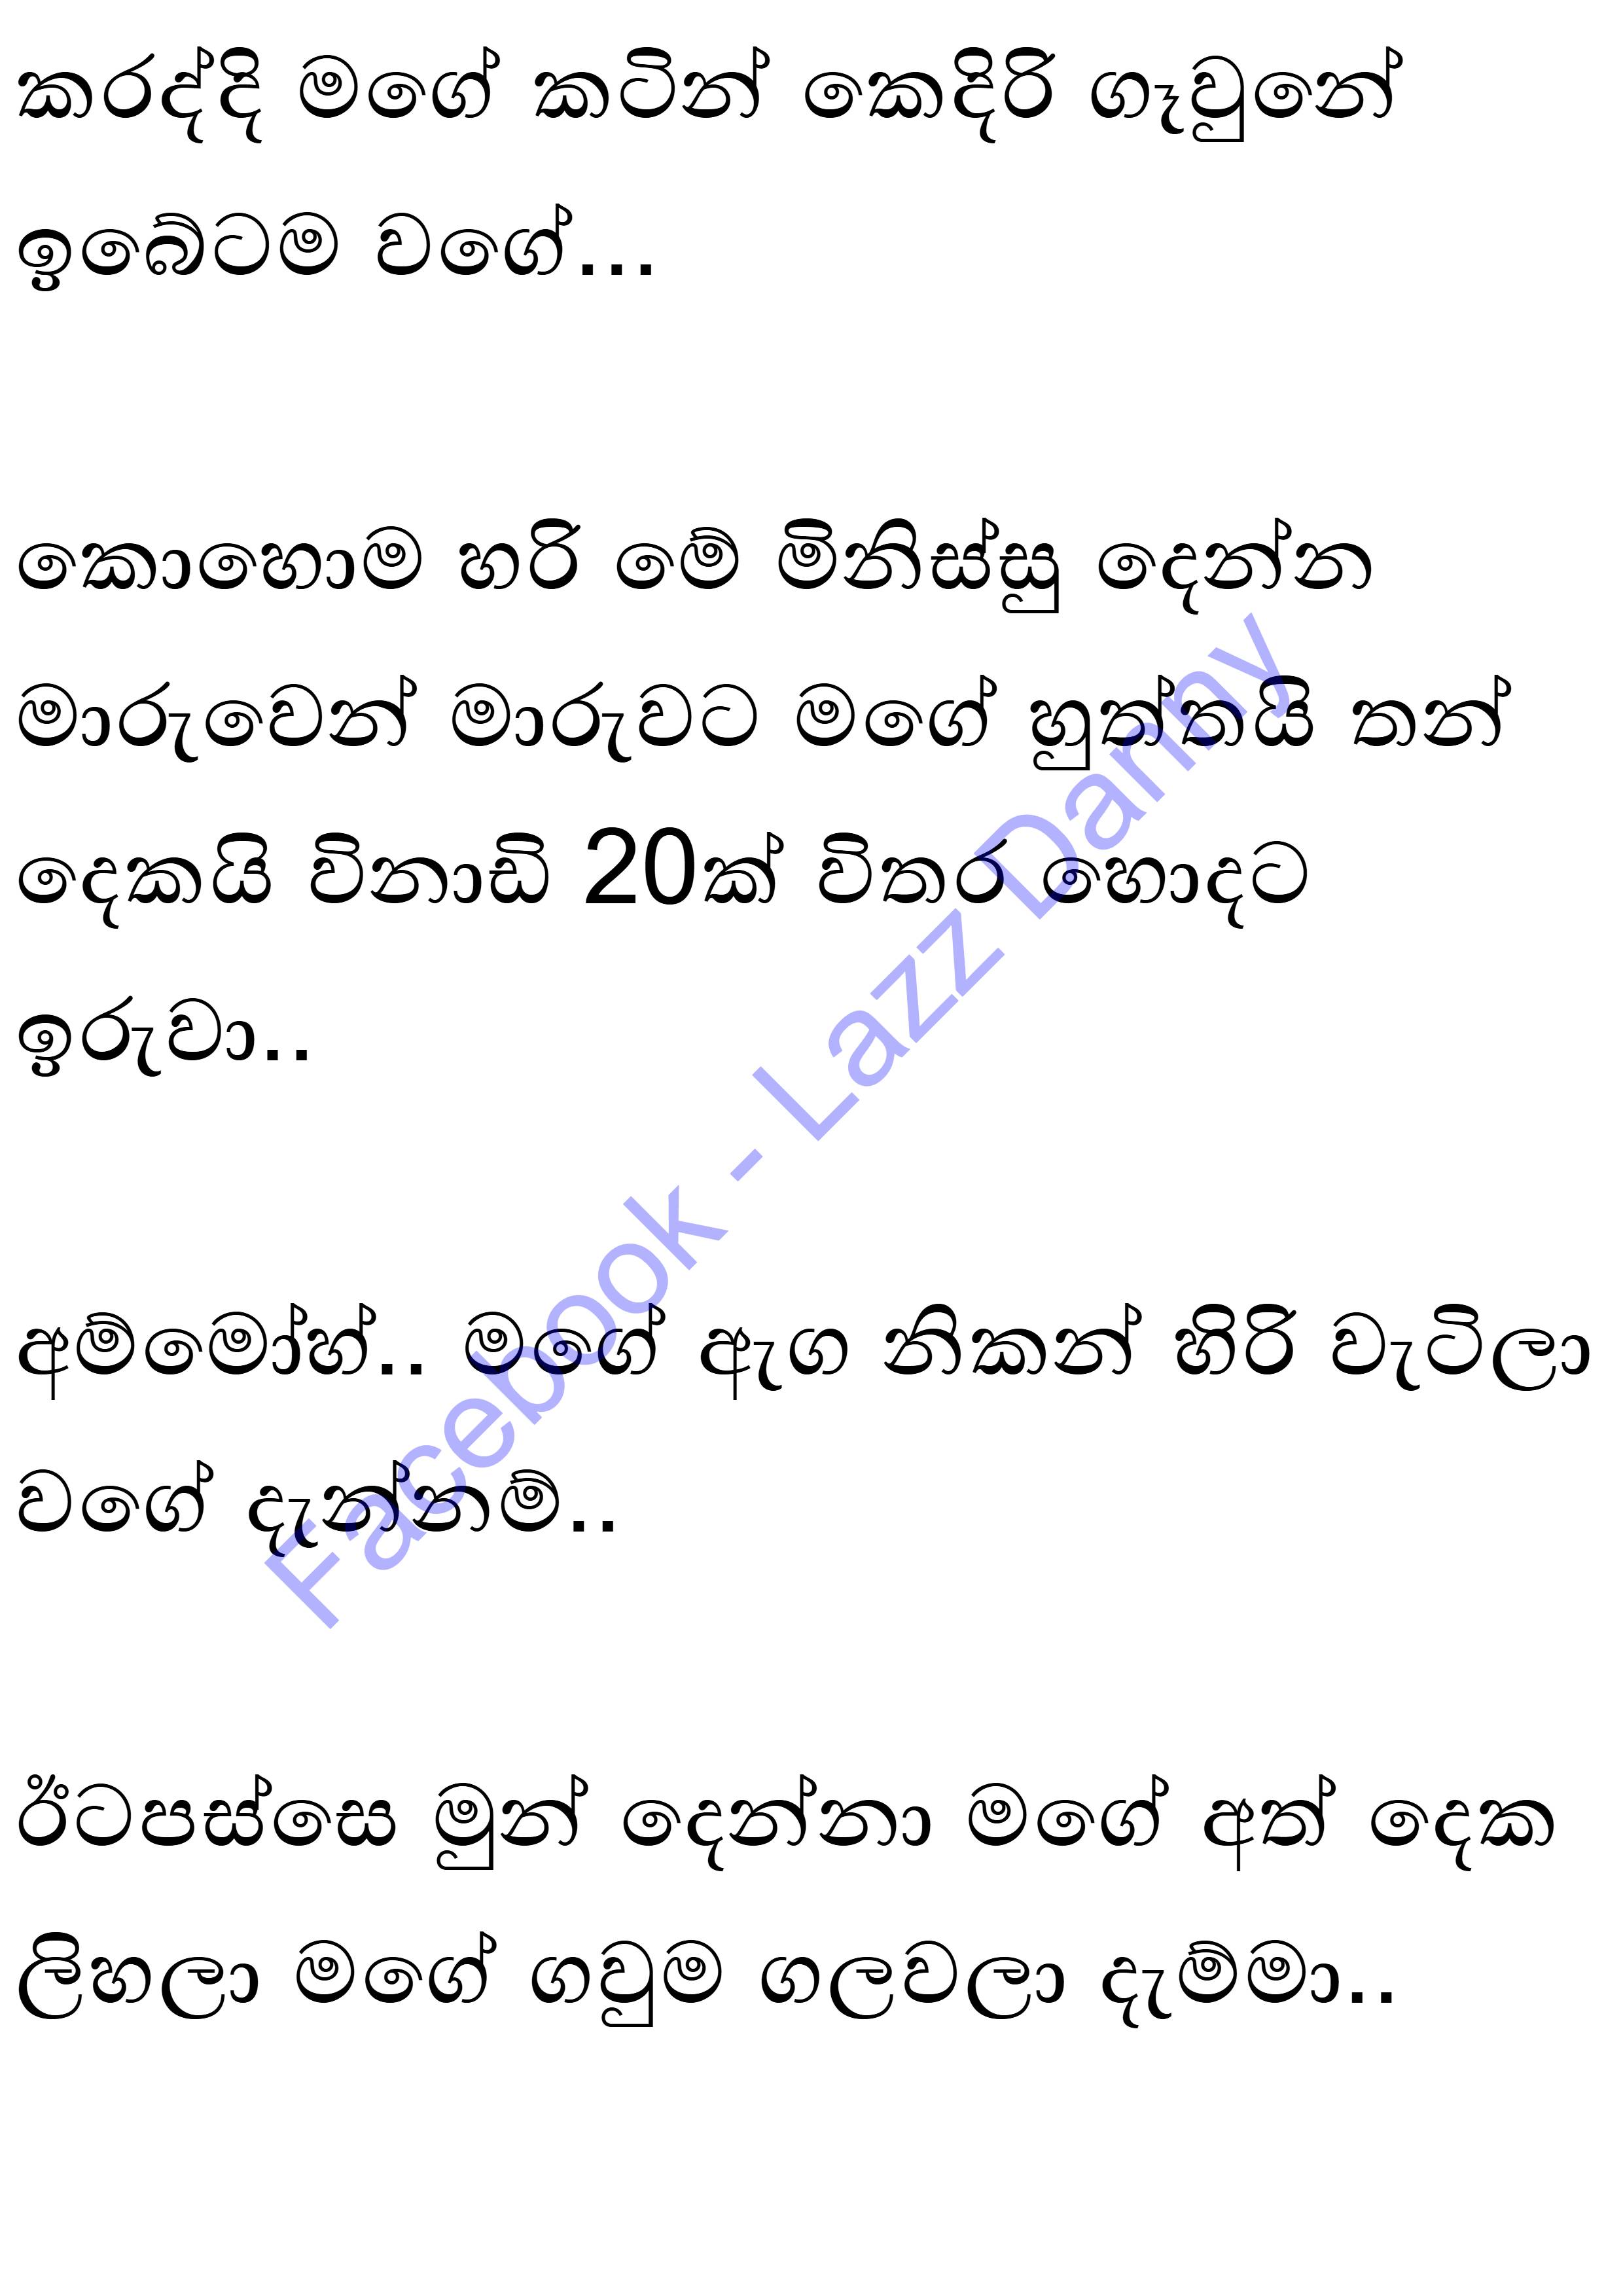 කරද්දි මගේ කටින් කෙදිරි ගෑවුනේ
ඉබේටම වගේ...
කොහොම හරි මේ මිනිස්සු දෙන්න
මාරුවෙන් මාරුවට මගේ හුත්තයි තන්
දෙකයි විනාඩි 20ක් විතර හොදට
ඉරුවා..
අම්මෝහ්.. මගේ ඇග නිකන් හිරි වැටිලා
වගේ දැන්නම්..
ඊටපස්සෙ මුන් දෙන්නා මගේ අත් දෙක
ලිහලා මගේ ගවුම ගලවලා දැම්මා..
Facebook - Lazz Danny